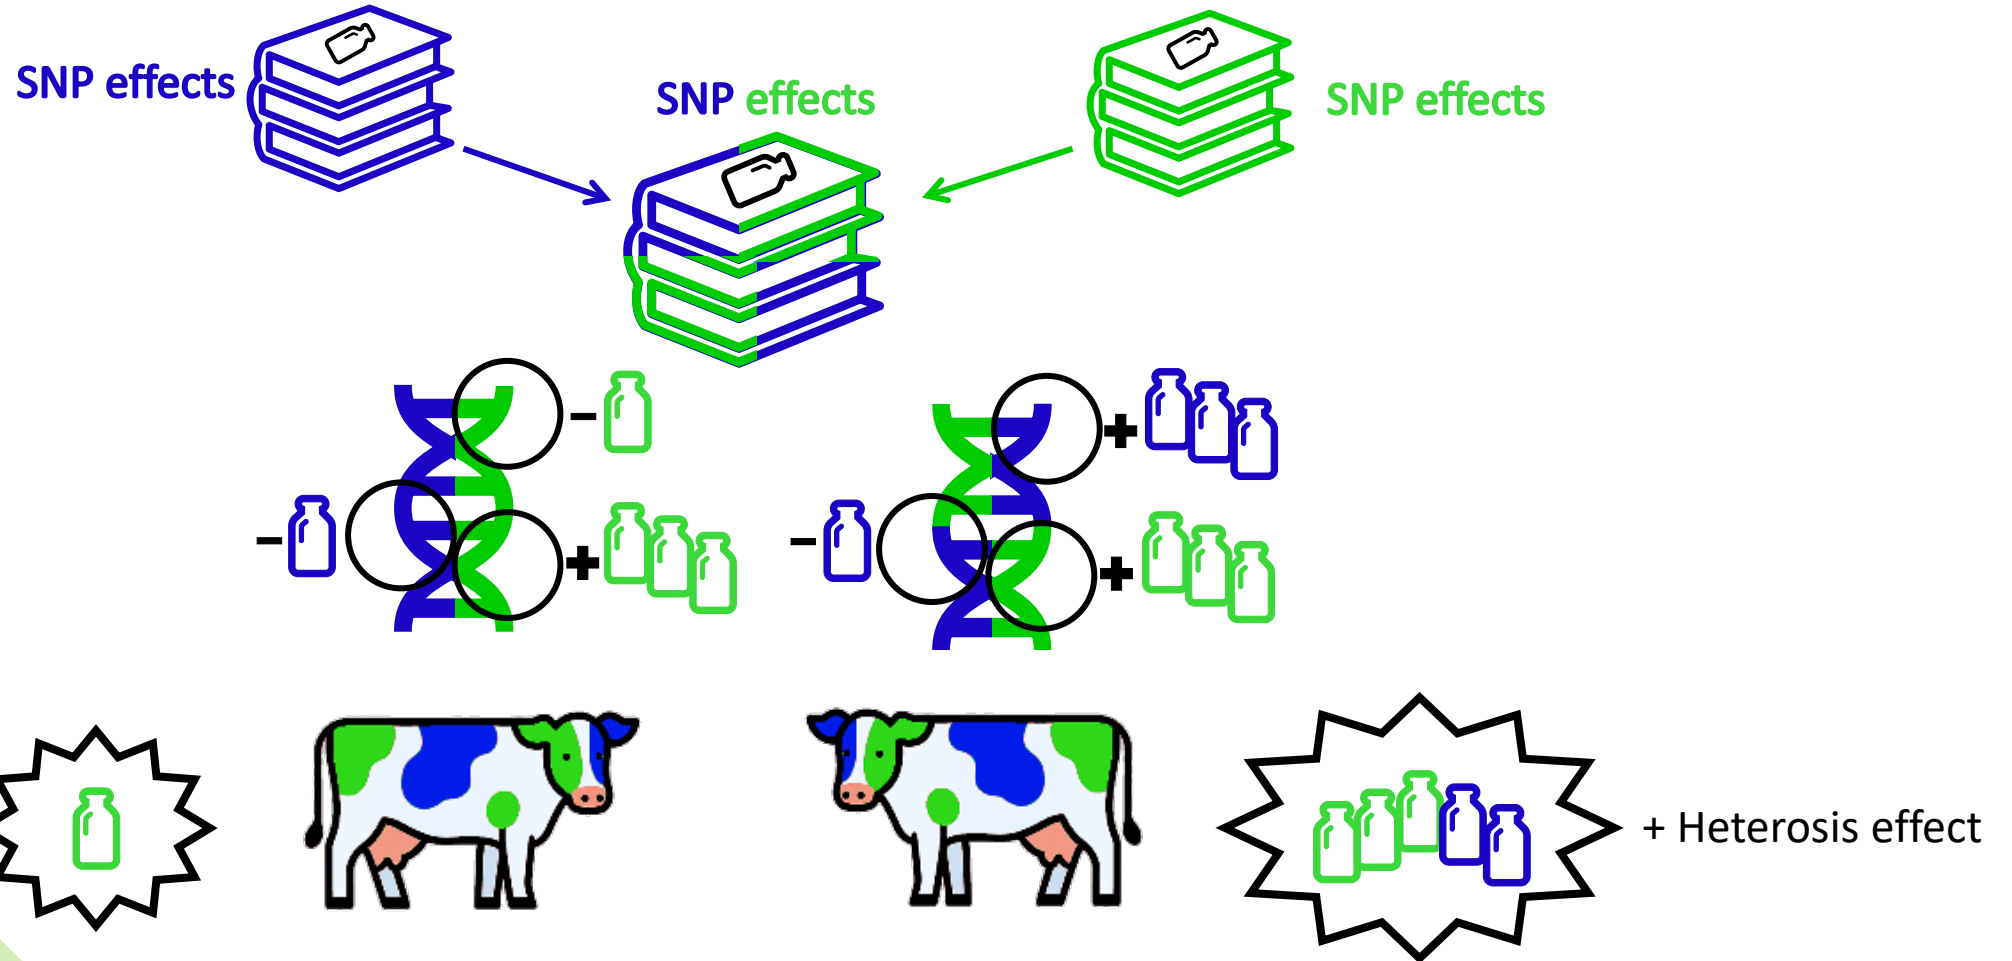 SNP effects
SNP effects
SNP effects
− 
+
−
+
−
+
+ Heterosis effect